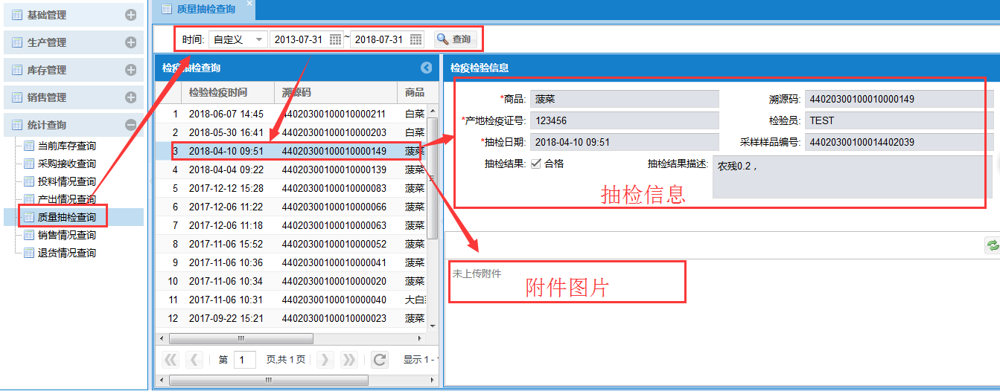 基础管理
生产管理
库存管理
销售管理
统计查询
当前库存查询
采购接收查询
投料情况查询
产出情况查询
质量抽检查询
销售情况查询
退货情况查询
质量抽检查询
时间: 自定义 2013-07-31 ~ 2018-07-31 查询
检疫抽检查询
检验检疫时间 溯源码 商品
1 2018-06-07 14:45 44020300100010000211 白菜
2 2018-05-30 16:41 44020300100010000203 白菜
3 2018-04-10 09:51 44020300100010000149 菠菜
4 2018-04-04 09:22 44020300100010000139 菠菜
5 2017-12-12 15:28 44020300100010000083 菠菜
6 2017-12-06 11:22 44020300100010000066 菠菜
7 2017-12-06 11:18 44020300100010000063 菠菜
8 2017-11-06 15:52 44020300100010000052 菠菜
9 2017-11-06 10:36 44020300100010000041 菠菜
10 2017-11-06 10:34 44020300100010000020 菠菜
11 2017-11-06 10:31 44020300100010000040 大白
12 2017-09-22 15:21 44020300100010000023 菠菜
第 1 页,共 1 页 显示 1 -
检疫检验信息
*商品: 菠菜 溯源码: 44020300100010000149
*产地检疫证号: 123456 检验员: TEST
*抽检日期: 2018-04-10 09:51 采样样品编号: 44020300100014402039
抽检结果: 合格 抽检结果描述: 农残0.2，
抽检信息
未上传附件
附件图片